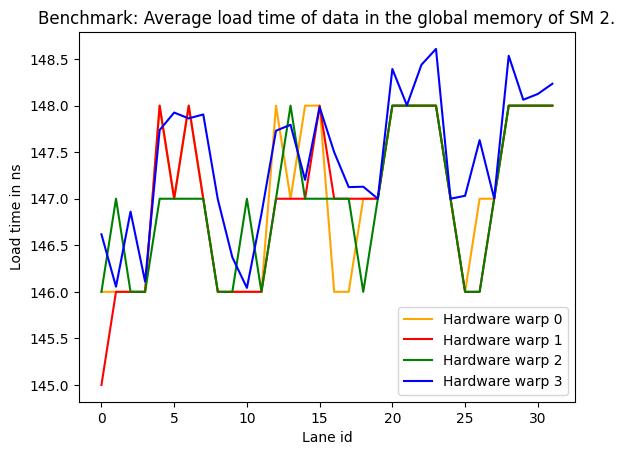 Benchmark: Average load time of data in the global memory of SM 2.
Load time in ns
148.5
148.0
147.5
147.0
146.5
146.0
145.5
145.0
Hardware warp 0
Hardware warp 1
Hardware warp 2
Hardware warp 3
0 5 10 15 20 25 30
Lane id